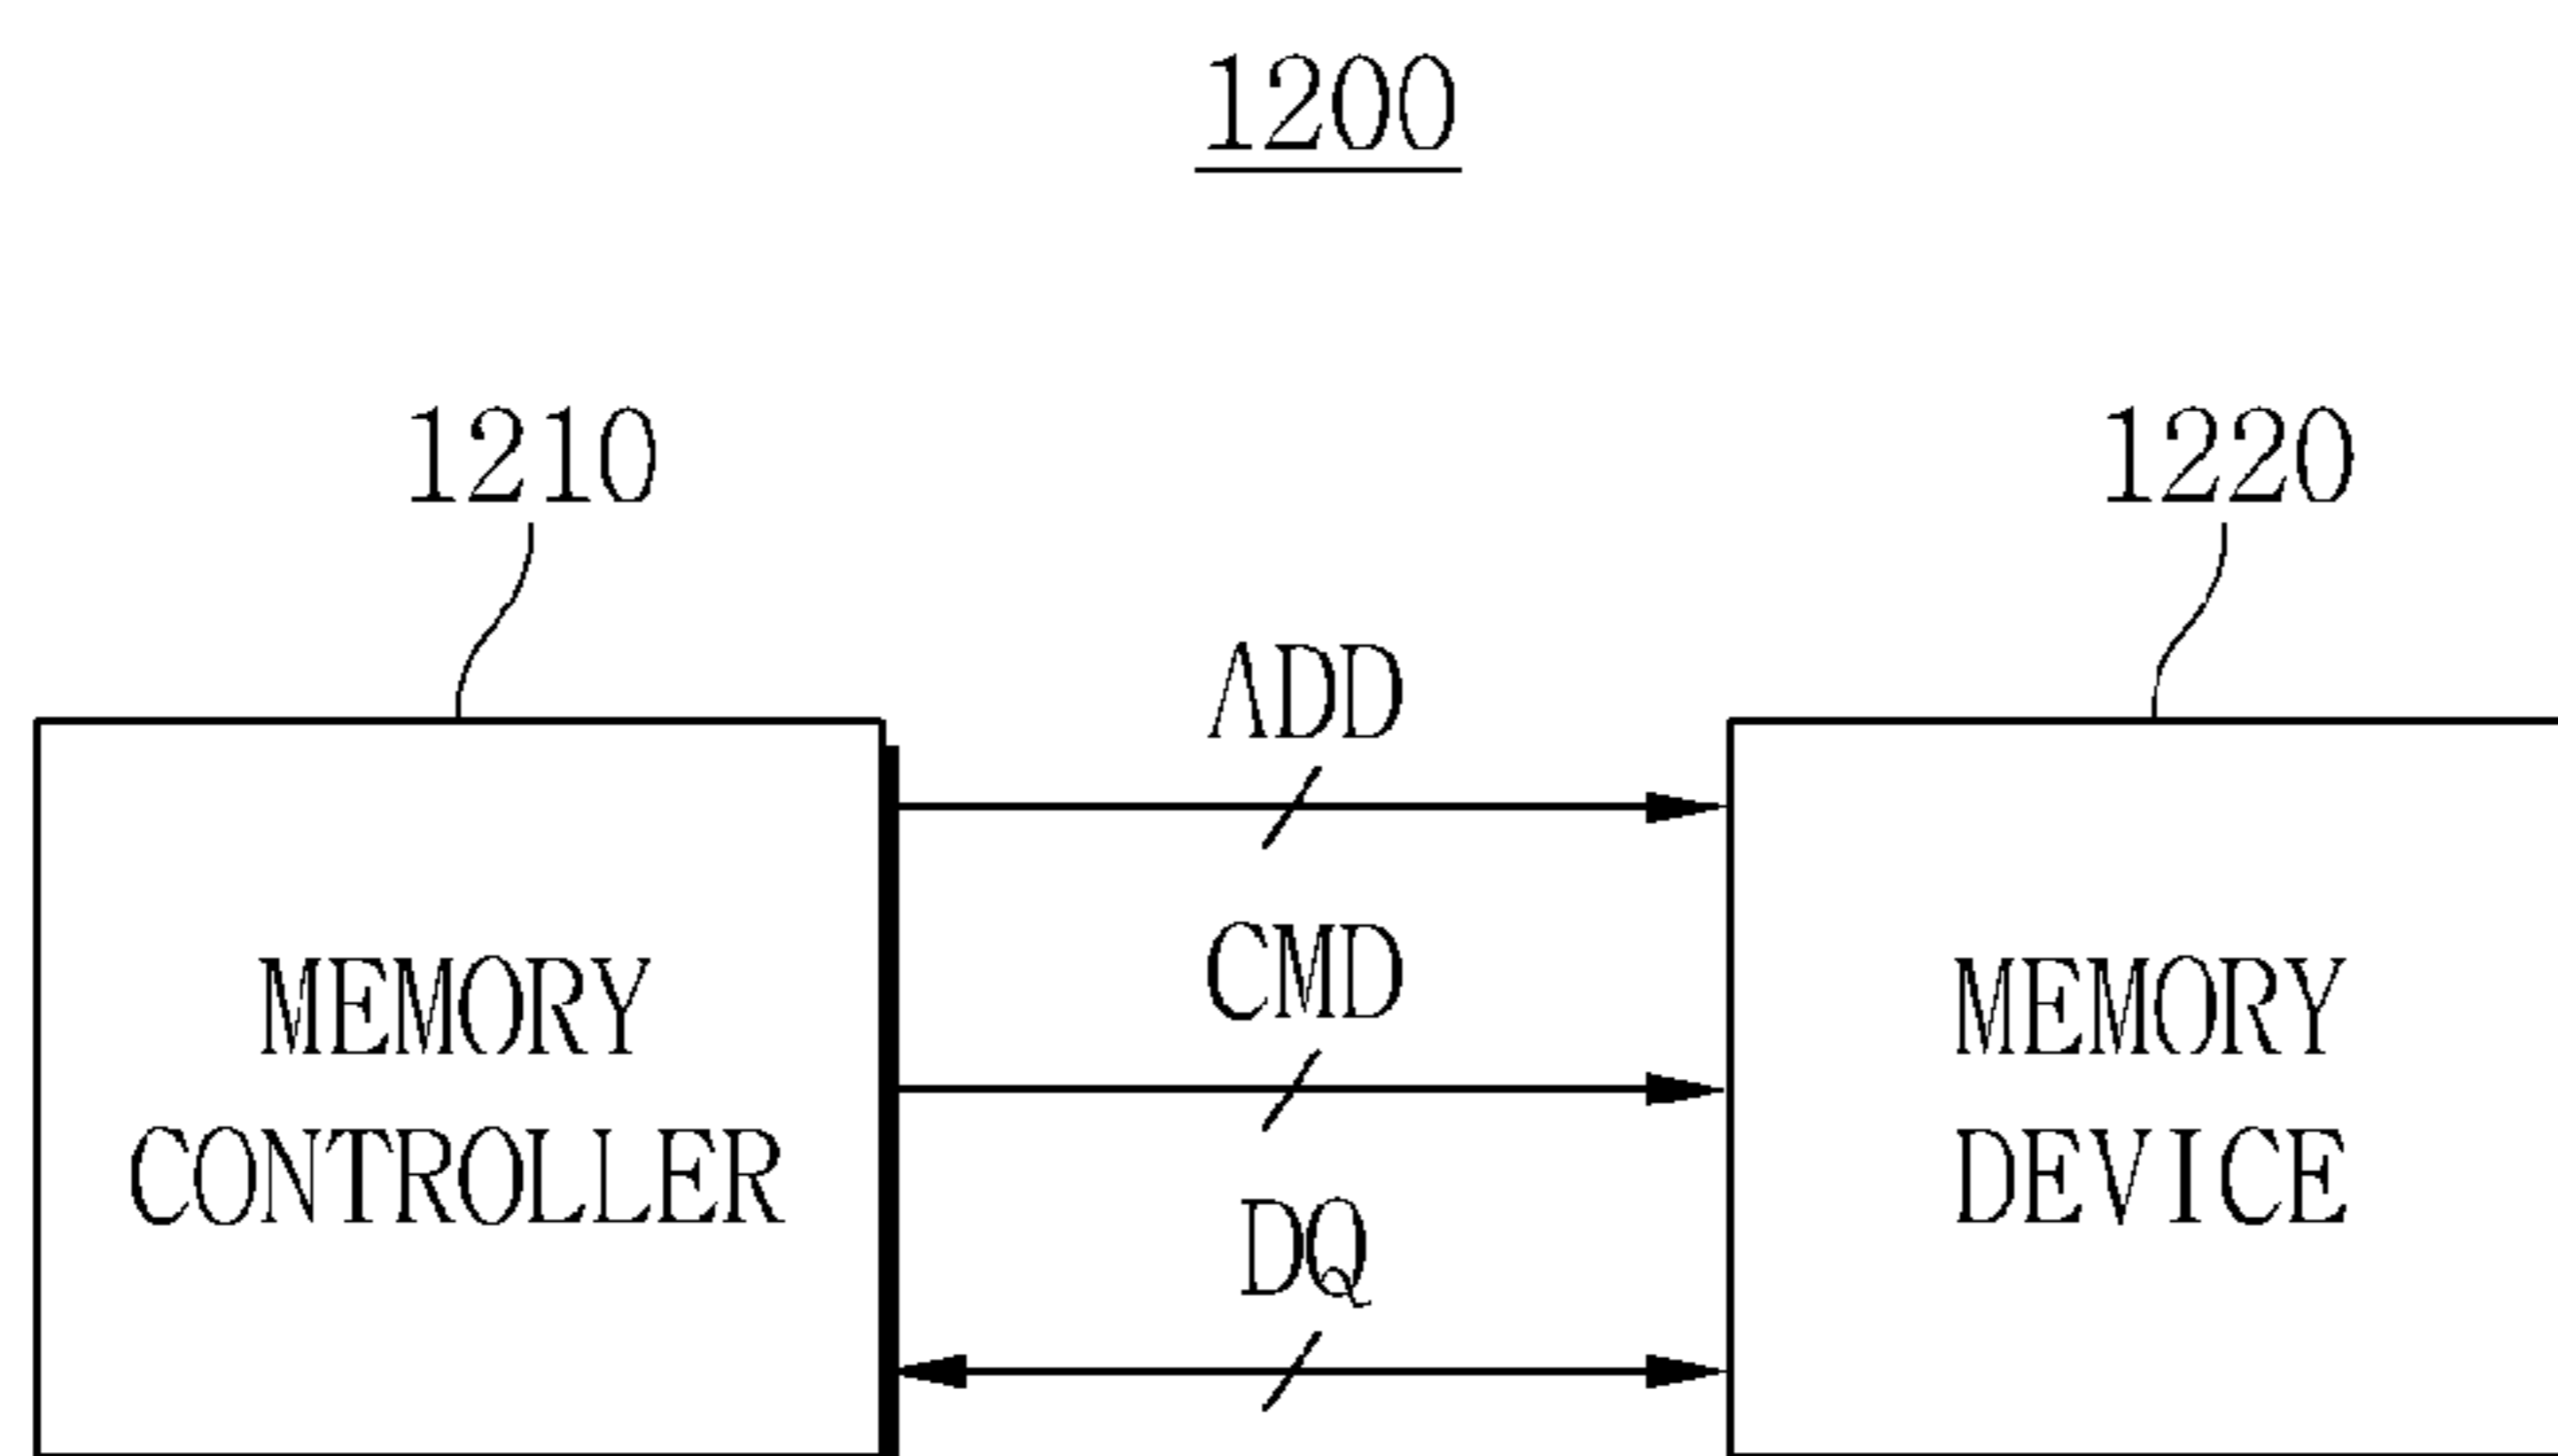 1200
1210
1220
ADD
CMD
DQ
MEMORY
CONTROLLER
MEMORY
DEVICE